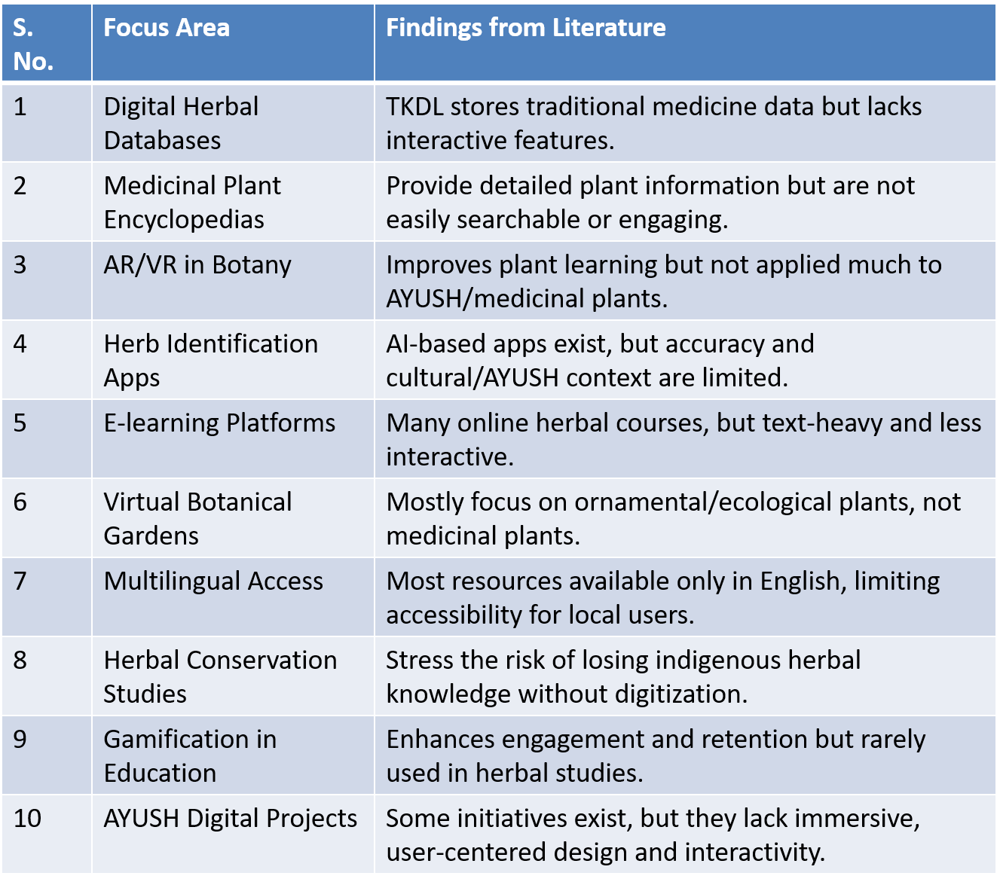 S.
No.
Focus Area
Findings from Literature
1
Digital Herbal
Databases
TKDL stores traditional medicine data but lacks
interactive features.
2
Medicinal Plant
Encyclopedias
Provide detailed plant information but are not
easily searchable or engaging.
3
AR/VR in Botany
Improves plant learning but not applied much to
AYUSH/medicinal plants.
4
Herb Identification
Apps
AI-based apps exist, but accuracy and
cultural/AYUSH context are limited.
5
E-learning Platforms
Many online herbal courses, but text-heavy and less
interactive.
6
Virtual Botanical
Gardens
Mostly focus on ornamental/ecological plants, not
medicinal plants.
7
Multilingual Access
Most resources available only in English, limiting
accessibility for local users.
8
Herbal Conservation
Studies
Stress the risk of losing indigenous herbal
knowledge without digitization.
9
Gamification in
Education
Enhances engagement and retention but rarely
used in herbal studies.
10
AYUSH Digital Projects
Some initiatives exist, but they lack immersive,
user-centered design and interactivity.